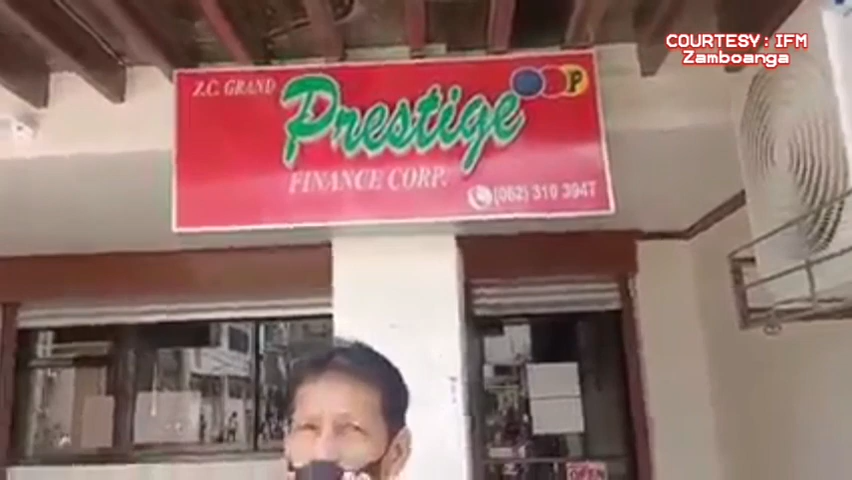 COURTESY : IFM
Zamboanga
Z.C. GRAND
Prestige
P
FINANCE CORP.
(062) 310 3947
OPEN